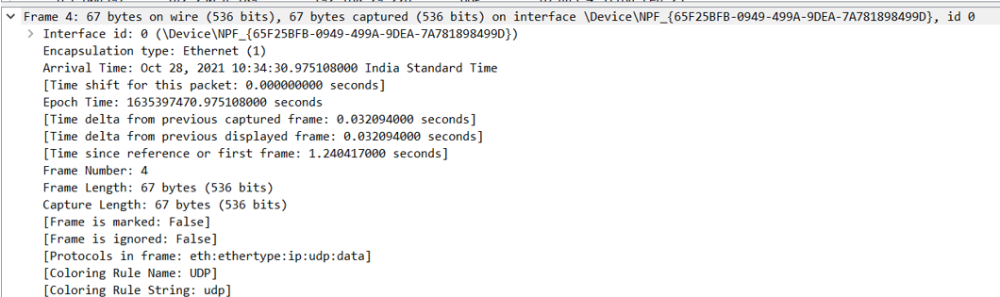 Frame 4: 67 bytes on wire (536 bits), 67 bytes captured (536 bits) on interface \Device\NPF_{65F25BFB-0949-499A-9DEA-7A781898499D}, id 0
Interface id: 0 (\Device\NPF_{65F25BFB-0949-499A-9DEA-7A781898499D})
Encapsulation type: Ethernet (1)
Arrival Time: Oct 28, 2021 10:34:30.975108000 India Standard Time
[Time shift for this packet: 0.000000000 seconds]
Epoch Time: 1635397470.975108000 seconds
[Time delta from previous captured frame: 0.032094000 seconds]
[Time delta from previous displayed frame: 0.032094000 seconds]
[Time since reference or first frame: 1.240417000 seconds]
Frame Number: 4
Frame Length: 67 bytes (536 bits)
Capture Length: 67 bytes (536 bits)
[Frame is marked: False]
[Frame is ignored: False]
[Protocols in frame: eth:ethertype:ip:udp:data]
[Coloring Rule Name: UDP]
[Coloring Rule String: udp]